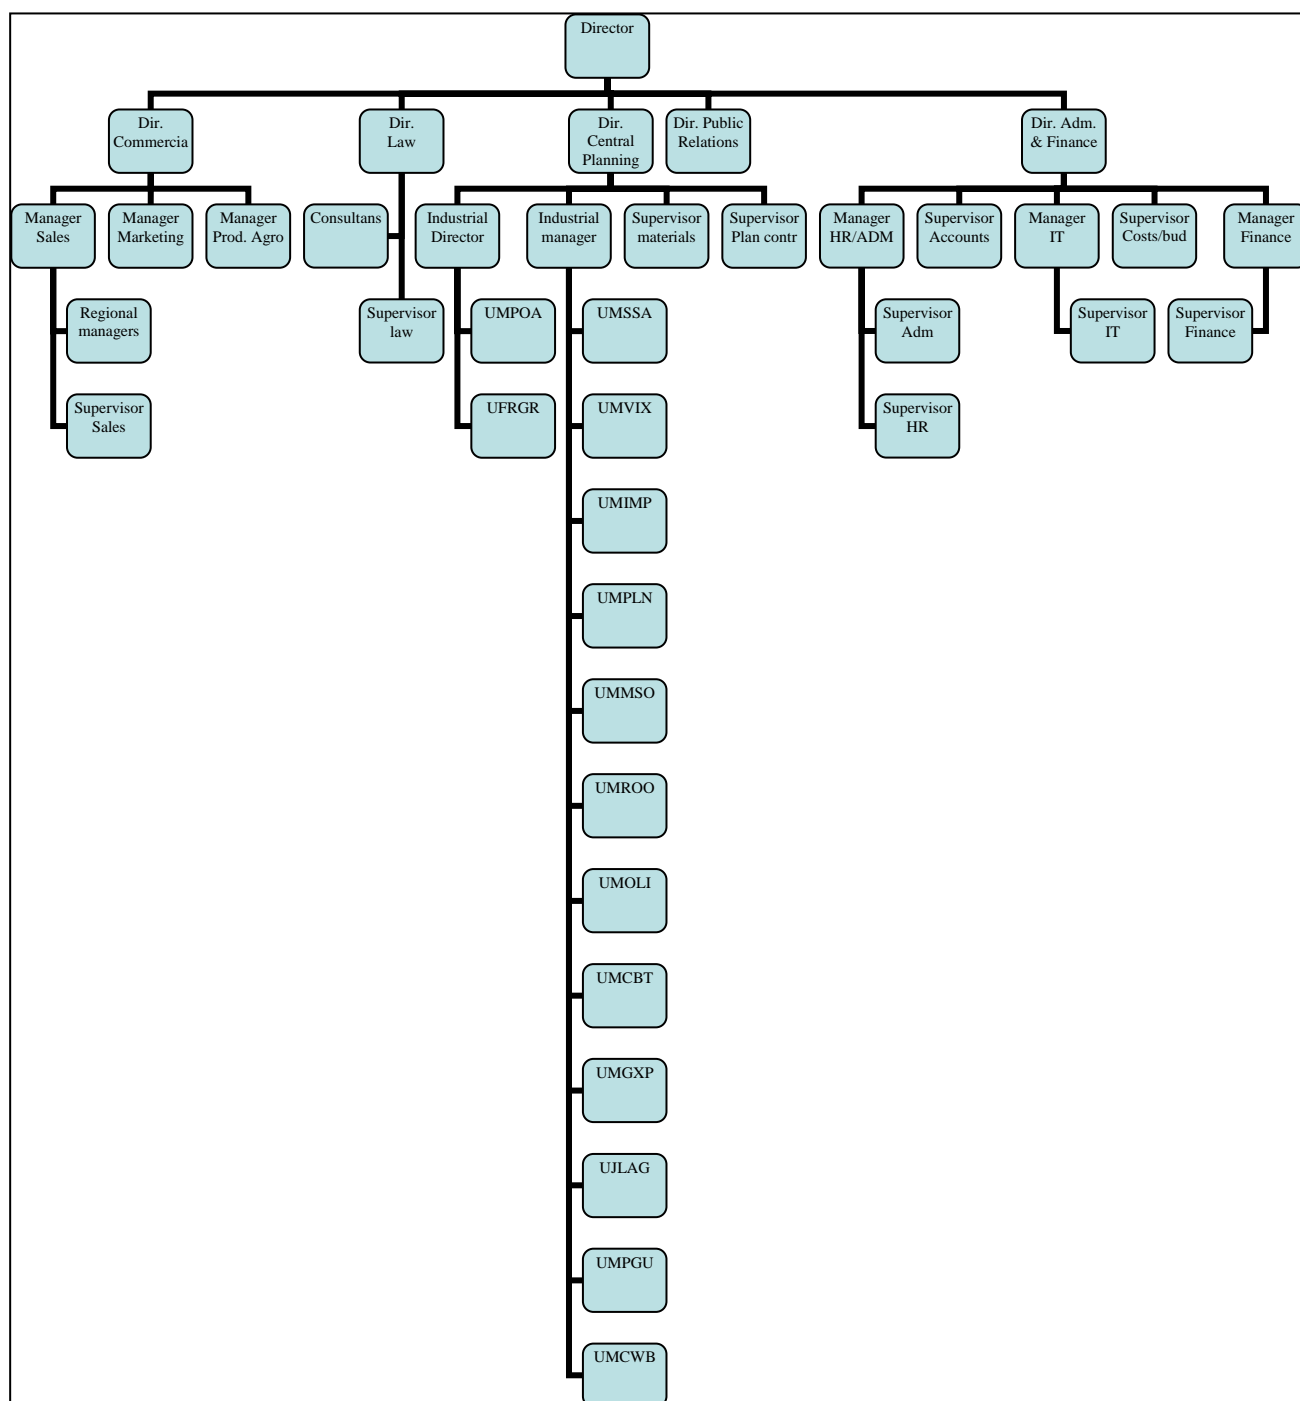 Director
Dir.
Commercia
Dir.
Law
Dir.
Central
Planning
Dir. Public
Relations
Dir. Adm.
& Finance
Manager
Sales
Manager
Marketing
Manager
Prod. Agro
Consultans
Industrial
Director
Industrial
manager
Supervisor
materials
Supervisor
Plan contr
Manager
HR/ADM
Supervisor
Accounts
Manager
IT
Supervisor
Costs/bud
Manager
Finance
Regional
managers
Supervisor
law
UMPOA
UMSSA
Supervisor
Adm
Supervisor
IT
Supervisor
Finance
Supervisor
Sales
UFRGR
UMVIX
Supervisor
HR
UMIMP
UMPLN
UMMSO
UMROO
UMOLI
UMCBT
UMGXP
UJLAG
UMPGU
UMCWB